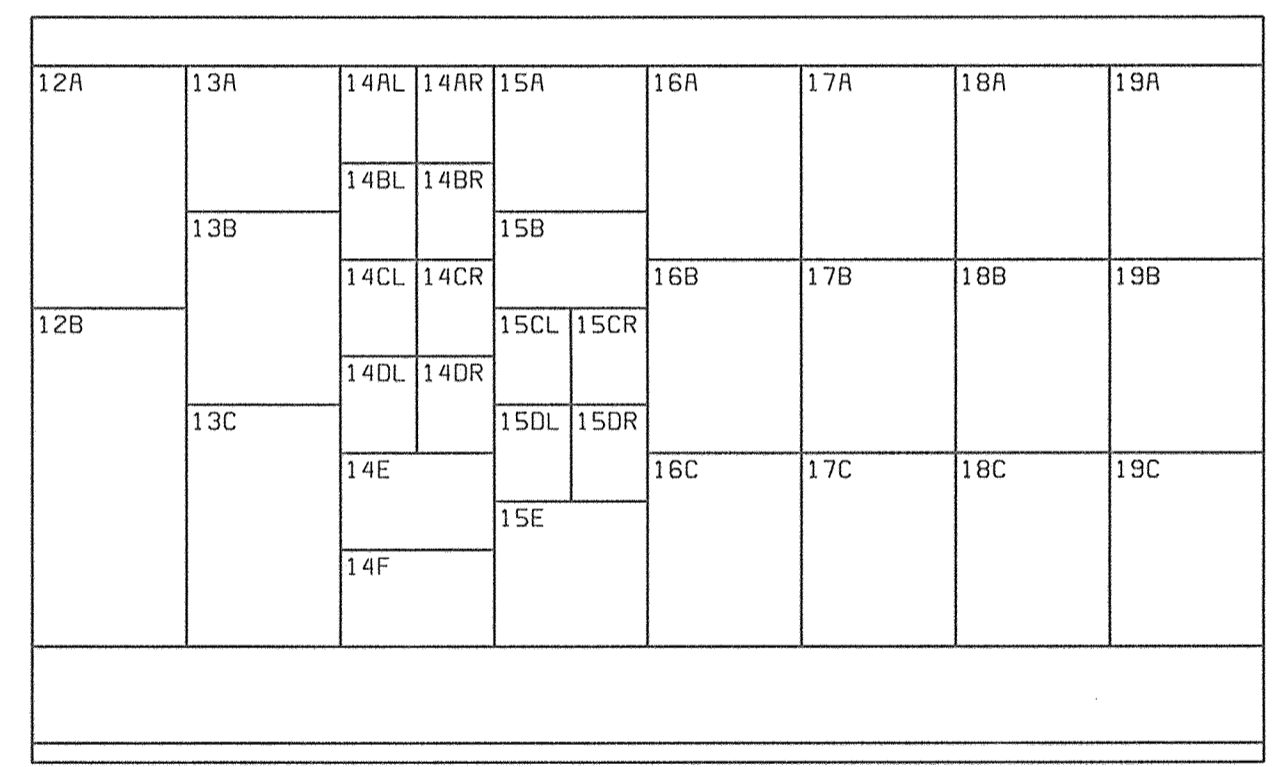 12A 13A 14AL 14AR 15A 16A 17A 18A 19A
14BL 14BR
13B 15B
14CL 14CR 16B 17B 18B 19B
12B 15CL 15CR
14DL 14DR
13C 15DL 15DR
14E 16C 17C 18C 19C
15E
14F